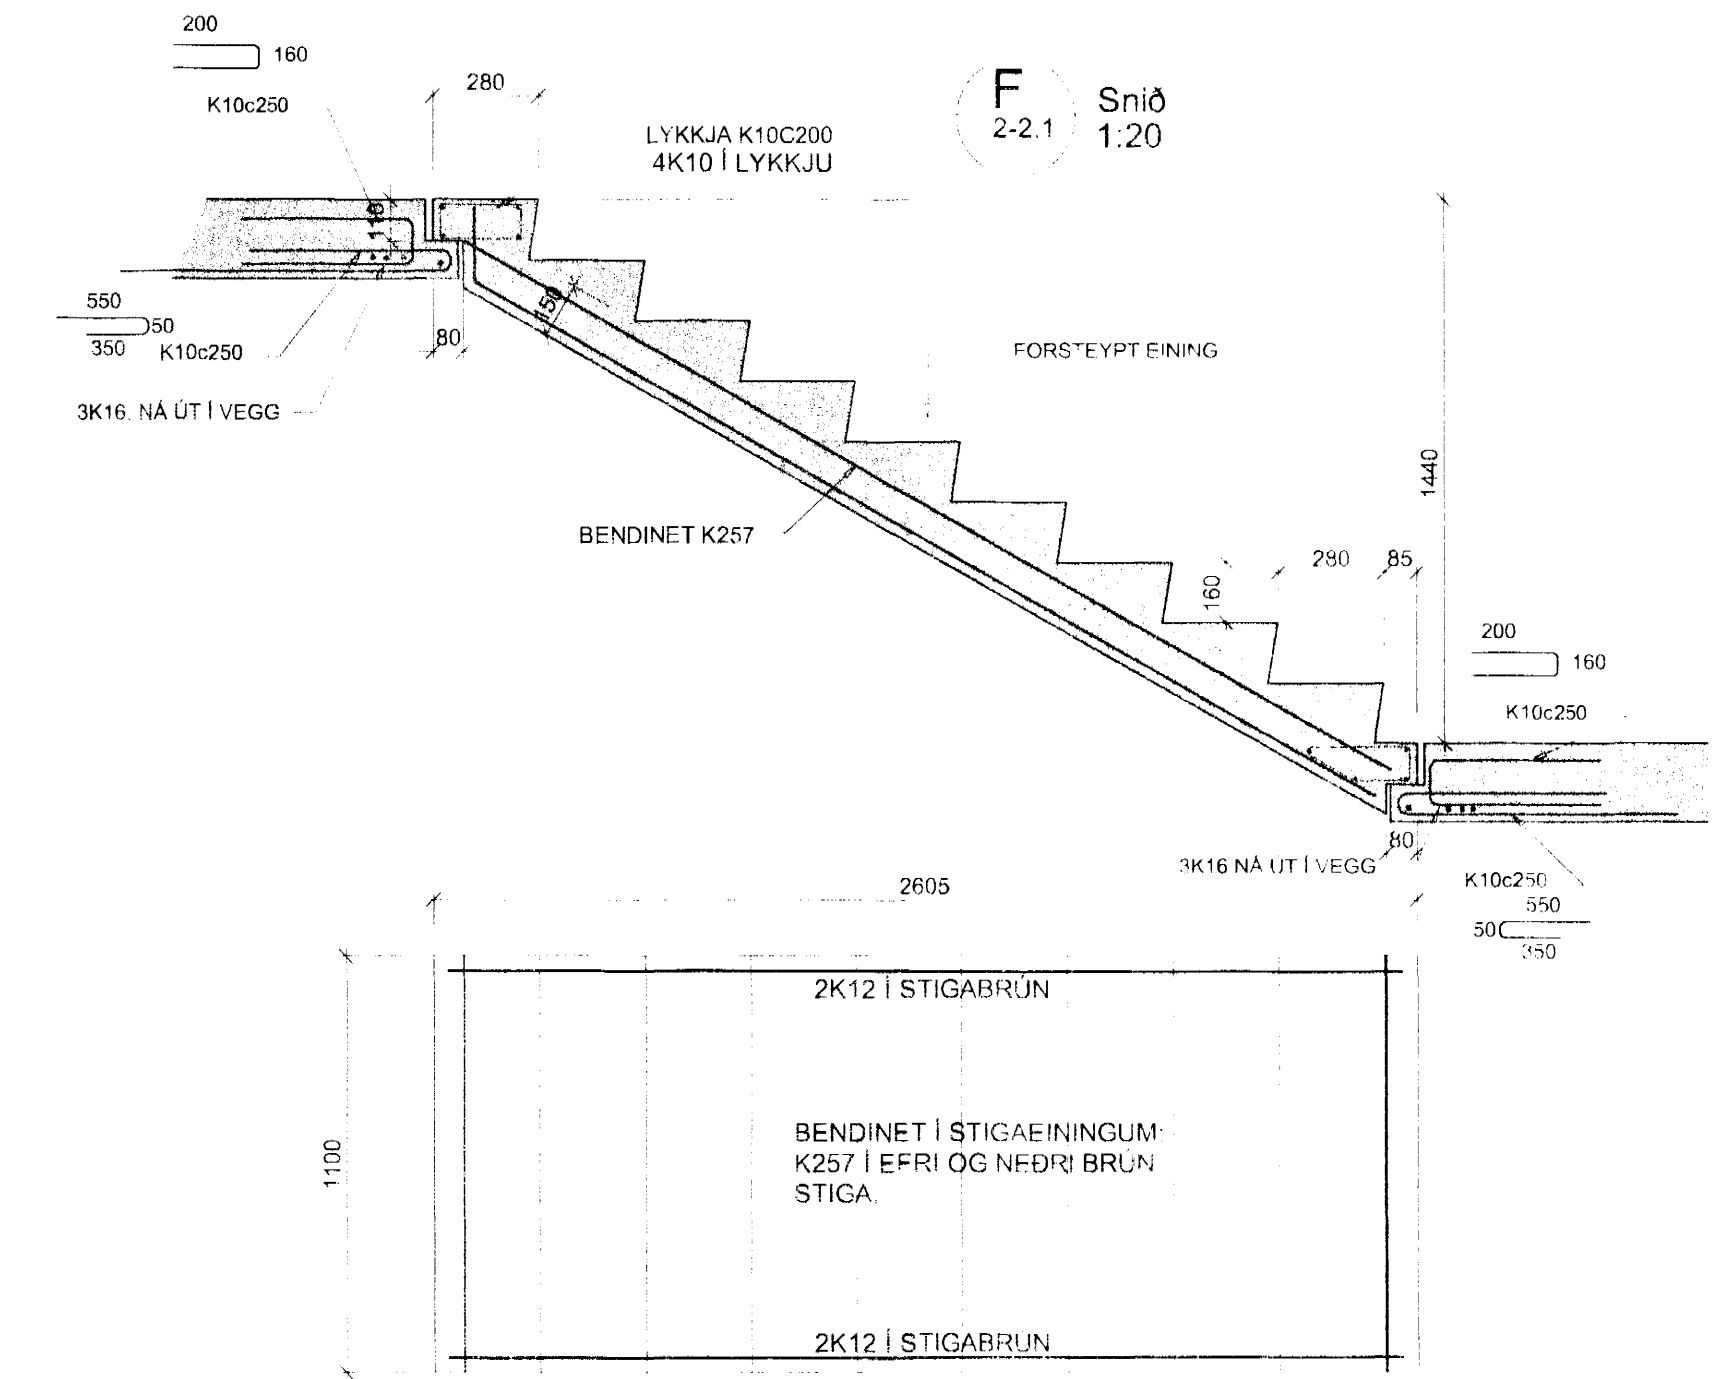 200
160
K10c250
280
LYKKJA K10C200
4K10 Í LYKKJU
F
2-2.1
Snið
1:20
110
550
50
350
K10c250
80
150
3K16. NÁ ÚT Í VEGG
FORSTEYPT EINING
1440
BENDINET K257
280
85
160
200
160
K10c250
80
3K16 NÁ ÚT Í VEGG
K10c250
550
50
350
2605
2K12 Í STIGABRÚN
1100
BENDINET Í STIGAEININGUM:
K257 Í EFRI OG NEÐRI BRÚN
STIGA.
2K12 Í STIGABRÚN